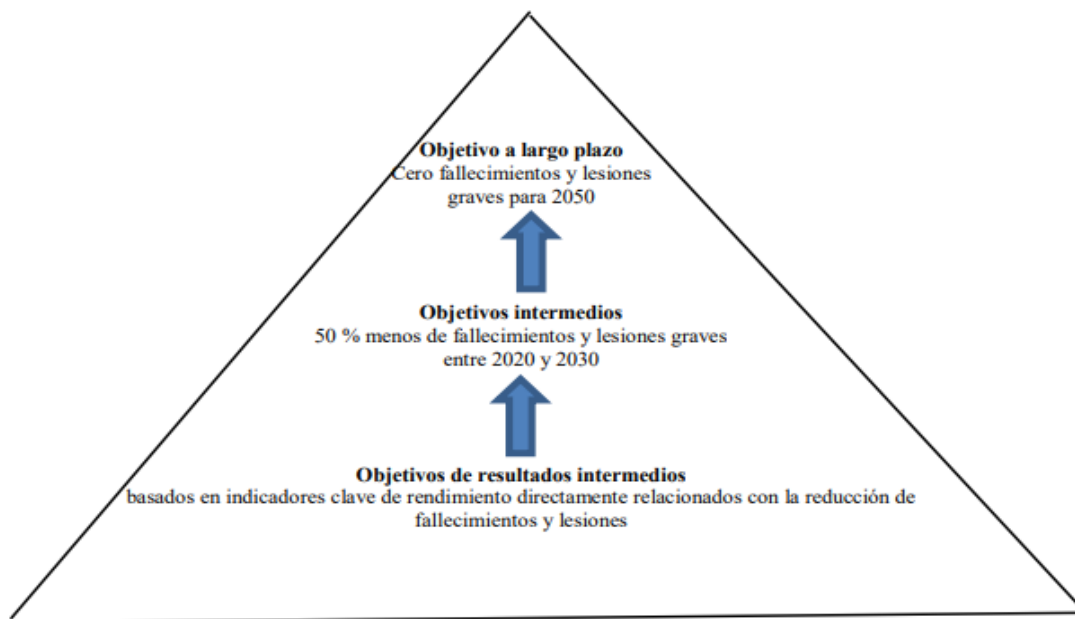 Objetivo a largo plazo
Cero fallecimientos y lesiones
graves para 2050
Objetivos intermedios
50 % menos de fallecimientos y lesiones graves
entre 2020 y 2030
Objetivos de resultados intermedios
basados en indicadores clave de rendimiento directamente relacionados con la reducción de
fallecimientos y lesiones